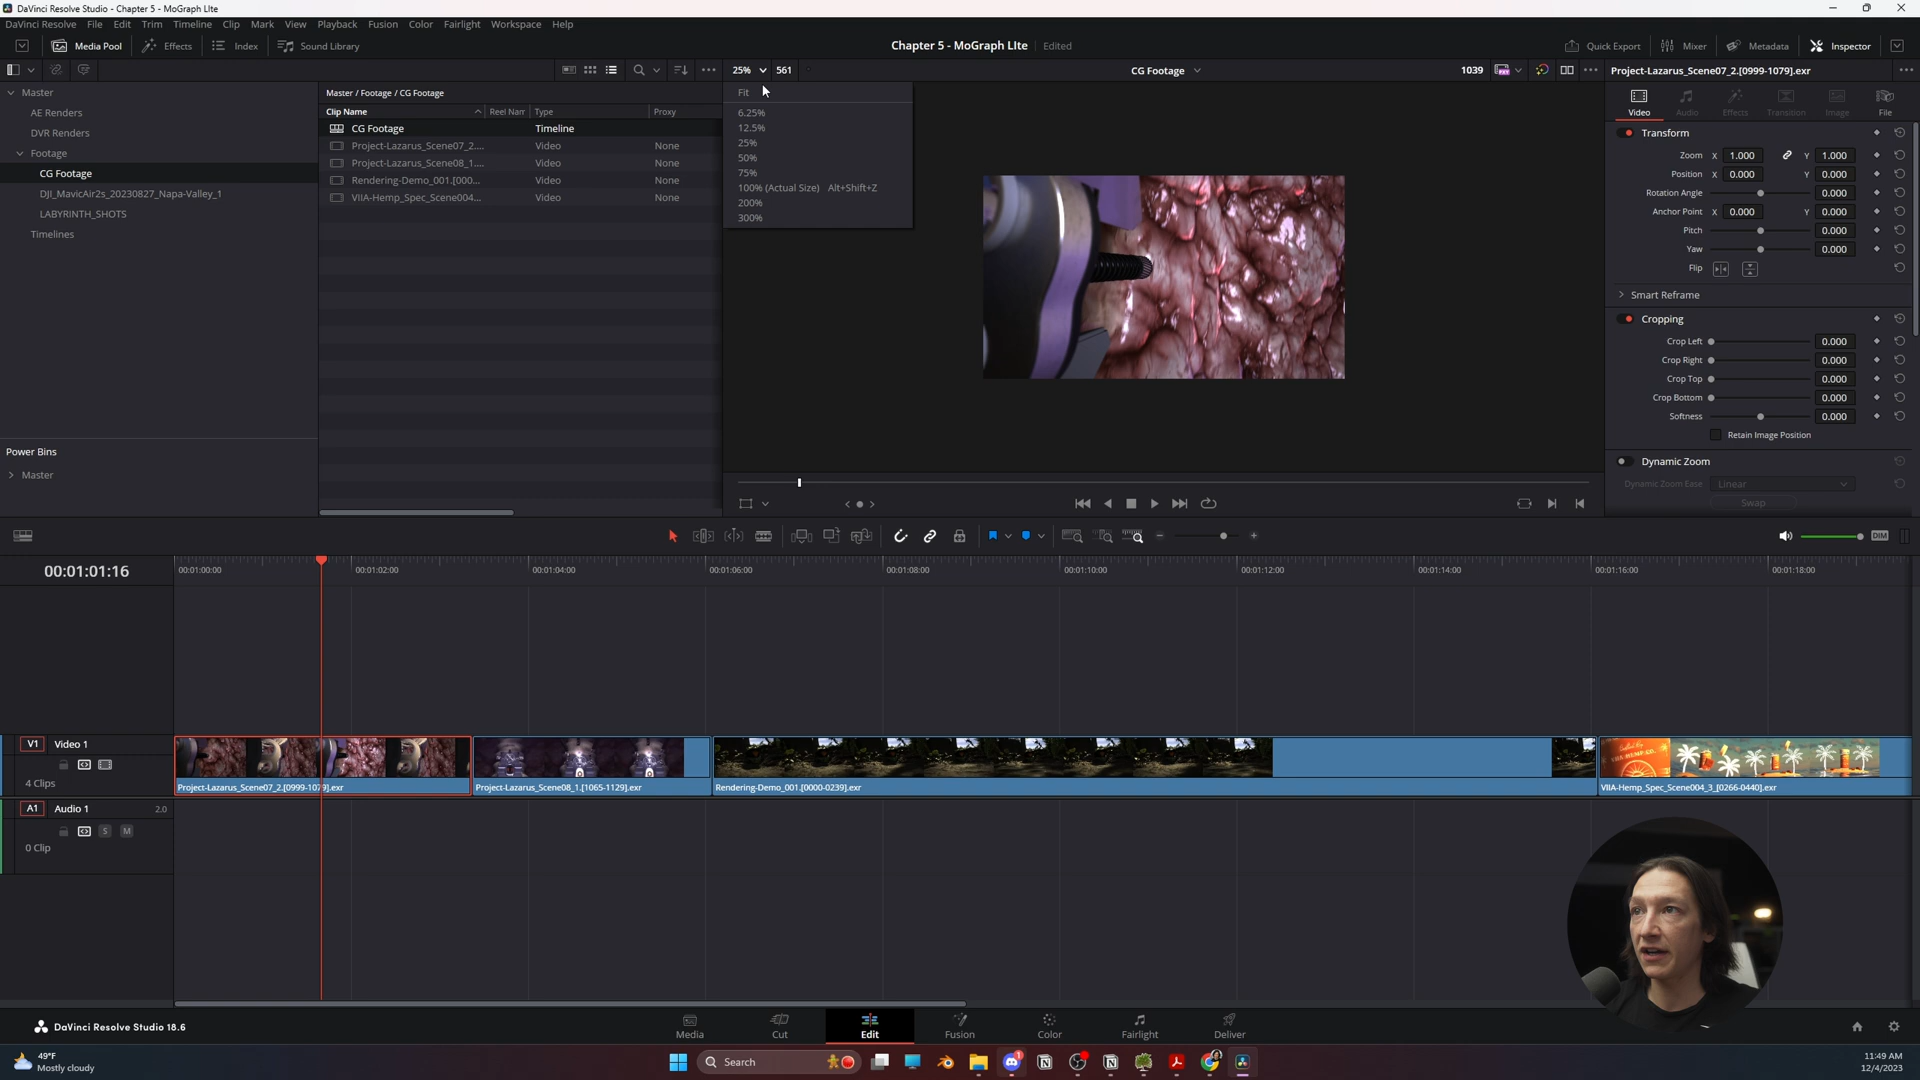 DaVinci Resolve Studio - Chapter 5 - MoGraph LIte
DaVinci Resolve File Edit Trim Timeline Clip Mark View Playback Fusion Color Fairlight Workspace Help
Media Pool Effects Index Sound Library Chapter 5 - MoGraph LIte Edited Quick Export Mixer Metadata Inspector
25% 561 CG Footage 1039 Project-Lazarus_Scene07_2.[0999-1079].exr
Master
AE Renders
DVR Renders
Footage
CG Footage
DJI_MavicAir2s_20230827_Napa-Valley_1
LABYRINTH_SHOTS
Timelines
Power Bins
Master
Master / Footage / CG Footage
Clip Name Reel Narr Type Proxy
CG Footage Timeline
Project-Lazarus_Scene07_2.... Video None
Project-Lazarus_Scene08_1.... Video None
Rendering-Demo_001.[000... Video None
VIIA-Hemp_Spec_Scene004... Video None
Fit
6.25%
12.5%
25%
50%
75%
100% (Actual Size) Alt+Shift+Z
200%
300%
Video Audio Effects Transition Image File
Transform
Zoom X 1.000 Y 1.000
Position X 0.000 Y 0.000
Rotation Angle 0.000
Anchor Point X 0.000 Y 0.000
Pitch 0.000
Yaw 0.000
Flip
Smart Reframe
Cropping
Crop Left 0.000
Crop Right 0.000
Crop Top 0.000
Crop Bottom 0.000
Softness 0.000
Retain Image Position
Dynamic Zoom
Dynamic Zoom Ease Linear
Swap
DIM
00:01:01:16
00:01:00:00 00:01:02:00 00:01:04:00 00:01:06:00 00:01:08:00 00:01:10:00 00:01:12:00 00:01:14:00 00:01:16:00 00:01:18:00
V1 Video 1
4 Clips
Project-Lazarus_Scene07_2.[0999-1079].exr Project-Lazarus_Scene08_1.[1065-1129].exr Rendering-Demo_001.[0000-0239].exr VIIA-Hemp_Spec_Scene004_3_[0266-0440].exr
A1 Audio 1 2.0
S M
0 Clip
DaVinci Resolve Studio 18.6
Media Cut Edit Fusion Color Fairlight Deliver
49°F
Mostly cloudy
Search
11:49 AM
12/4/2023